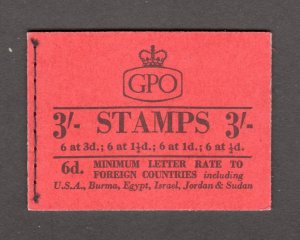 GPO
3/- STAMPS 3/-
6 at 3d.; 6 at 1½d.; 6 at 1d.; 6 at ½d.
6d. MINIMUM LETTER RATE TO
FOREIGN COUNTRIES including
U.S.A., Burma, Egypt, Israel, Jordan & Sudan